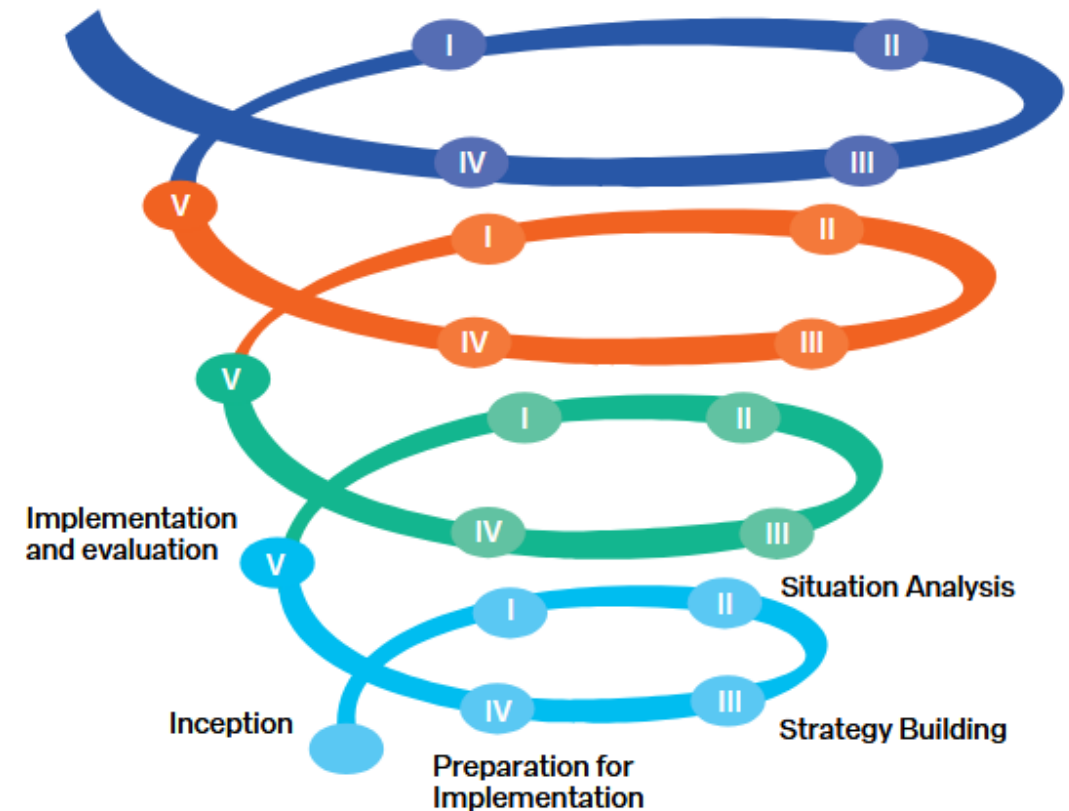 I
II
IV
III
V
I
II
IV
III
V
I
II
IV
III
Implementation
and evaluation
V
I
II
Situation Analysis
IV
III
Inception
Strategy Building
Preparation for
Implementation